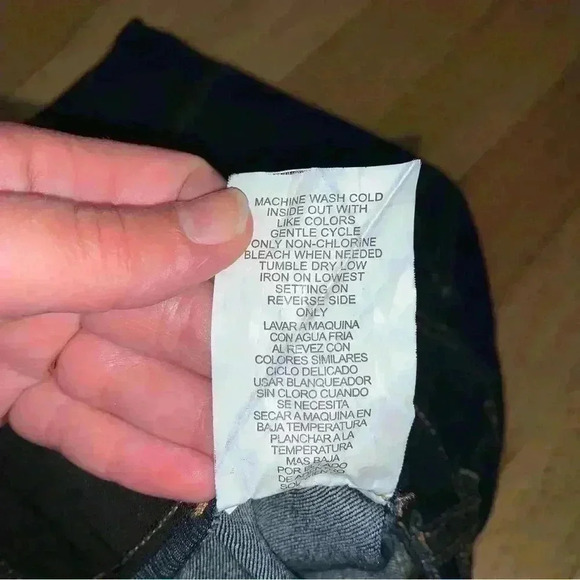 MACHINE WASH COLD
INSIDE OUT WITH
LIKE COLORS
GENTLE CYCLE
ONLY NON-CHLORINE
BLEACH WHEN NEEDED
TUMBLE DRY LOW
IRON ON LOWEST
SETTING ON
REVERSE SIDE
ONLY
LAVAR A MAQUINA
CON AGUA FRIA
AL REVEZ CON
COLORES SIMILARES
CICLO DELICADO
USAR BLANQUEADOR
SIN CLORO CUANDO
SE NECESITA
SECAR A MAQUINA EN
BAJA TEMPERATURA
PLANCHAR A LA
TEMPERATURA
MAS BAJA
POR
DE